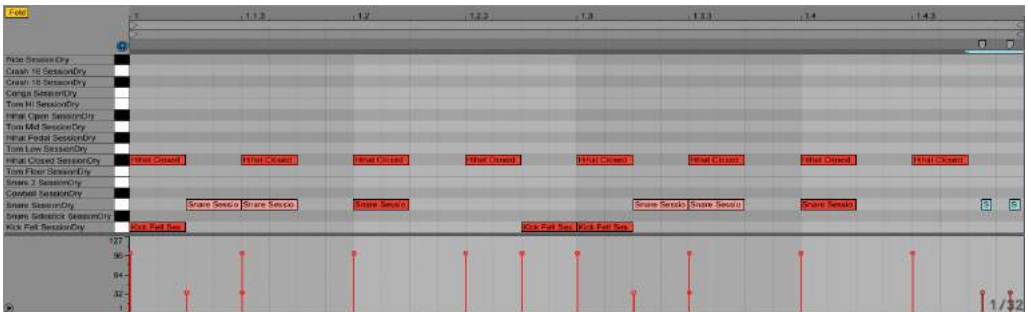 Fold
1
1.1.3
1.2
1.2.3
1.3
1.3.3
1.4
1.4.3
Ride SessionDry
Crash 18 SessionDry
Crash 16 SessionDry
Conga SessionDry
Tom Hi SessionDry
Hihat Open SessionDry
Tom Mid SessionDry
Hihat Pedal SessionDry
Tom Low SessionDry
Hihat Closed SessionDry
Hihat Closed
Hihat Closed
Hihat Closed
Hihat Closed
Hihat Closed
Hihat Closed
Hihat Closed
Hihat Closed
Tom Floor SessionDry
Snare 2 SessionDry
Cowbell SessionDry
Snare SessionDry
Snare Sessio
Snare Sessio
Snare Sessio
Snare Sessio
Snare Sessio
Snare Sessio
S
S
Snare Sidestick SessionDry
Kick Felt SessionDry
Kick Felt Ses
Kick Felt Ses
Kick Felt Ses
127
96
64
32
1
1/32